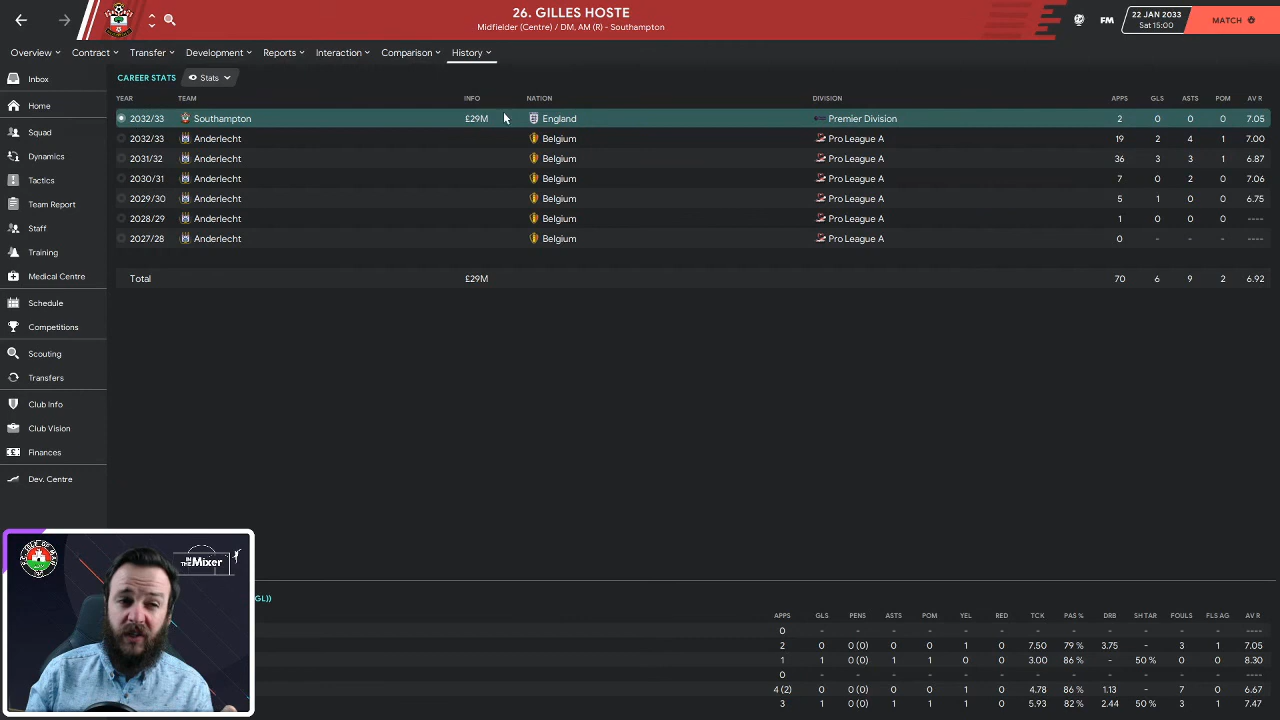 26. GILLES HOSTE
Midfielder (Centre) / DM, AM (R) - Southampton
FM
22 JAN 2033
Sat 15:00
MATCH
Overview Contract Transfer Development Reports Interaction Comparison History
CAREER STATS Stats
YEAR TEAM INFO NATION DIVISION APPS GLS ASTS POM AV R
2032/33 Southampton £29M England Premier Division 2 0 0 0 7.05
2032/33 Anderlecht Belgium Pro League A 19 2 4 1 7.00
2031/32 Anderlecht Belgium Pro League A 36 3 3 1 6.87
2030/31 Anderlecht Belgium Pro League A 7 0 2 0 7.06
2029/30 Anderlecht Belgium Pro League A 5 1 0 0 6.75
2028/29 Anderlecht Belgium Pro League A 1 0 0 0 ----
2027/28 Anderlecht Belgium Pro League A 0 - - - ----
Total £29M 70 6 9 2 6.92
Inbox
Home
Squad
Dynamics
Tactics
Team Report
Staff
Training
Medical Centre
Schedule
Competitions
Scouting
Transfers
Club Info
Club Vision
Finances
Dev. Centre
IN THE Mixer
GL))
APPS GLS PENS ASTS POM YEL RED TCK PAS % DRB SH TAR FOULS FLS AG AV R
0 - - - - - - - - - - - - ----
2 0 0 (0) 0 0 1 0 7.50 79 % 3.75 - 3 1 7.05
1 1 0 (0) 1 1 0 0 3.00 86 % - 50 % 0 0 8.30
0 - - - - - - - - - - - - ----
4 (2) 0 0 (0) 0 0 1 0 4.78 86 % 1.13 - 7 0 6.67
3 1 0 (0) 1 1 1 0 5.93 82 % 2.44 50 % 3 1 7.47